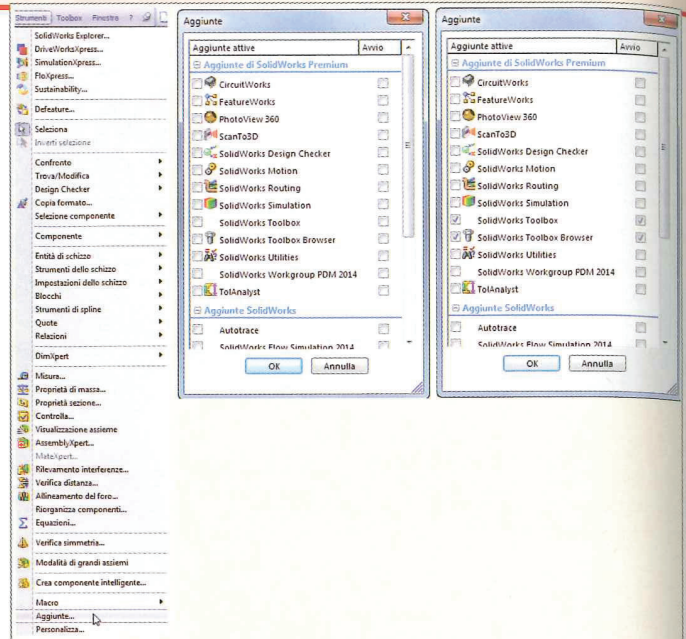 Strumenti Toolbox Finestra ?
SolidWorks Explorer...
DriveWorksXpress...
SimulationXpress...
FloXpress...
Sustainability...
Defeature...
Seleziona
Inverti selezione
Confronto
Trova/Modifica
Design Checker
Copia formato...
Selezione componente
Componente
Entità di schizzo
Strumenti dello schizzo
Impostazioni dello schizzo
Blocchi
Strumenti di spline
Quote
Relazioni
DimXpert
Misura...
Proprietà di massa...
Proprietà sezione...
Controlla...
Visualizzazione assieme
AssemblyXpert...
MateXpert...
Rilevamento interferenze...
Verifica distanza...
Allineamento del foro...
Riorganizza componenti...
Equazioni...
Verifica simmetria...
Modalità di grandi assiemi
Crea componente intelligente...
Macro
Aggiunte...
Personalizza...
Aggiunte
Aggiunte attive Avvio
Aggiunte di SolidWorks Premium
CircuitWorks
FeatureWorks
PhotoView 360
ScanTo3D
SolidWorks Design Checker
SolidWorks Motion
SolidWorks Routing
SolidWorks Simulation
SolidWorks Toolbox
SolidWorks Toolbox Browser
SolidWorks Utilities
SolidWorks Workgroup PDM 2014
TolAnalyst
Aggiunte SolidWorks
Autotrace
SolidWorks Flow Simulation 2014
OK Annulla
Aggiunte
Aggiunte attive Avvio
Aggiunte di SolidWorks Premium
CircuitWorks
FeatureWorks
PhotoView 360
ScanTo3D
SolidWorks Design Checker
SolidWorks Motion
SolidWorks Routing
SolidWorks Simulation
SolidWorks Toolbox
SolidWorks Toolbox Browser
SolidWorks Utilities
SolidWorks Workgroup PDM 2014
TolAnalyst
Aggiunte SolidWorks
Autotrace
SolidWorks Flow Simulation 2014
OK Annulla